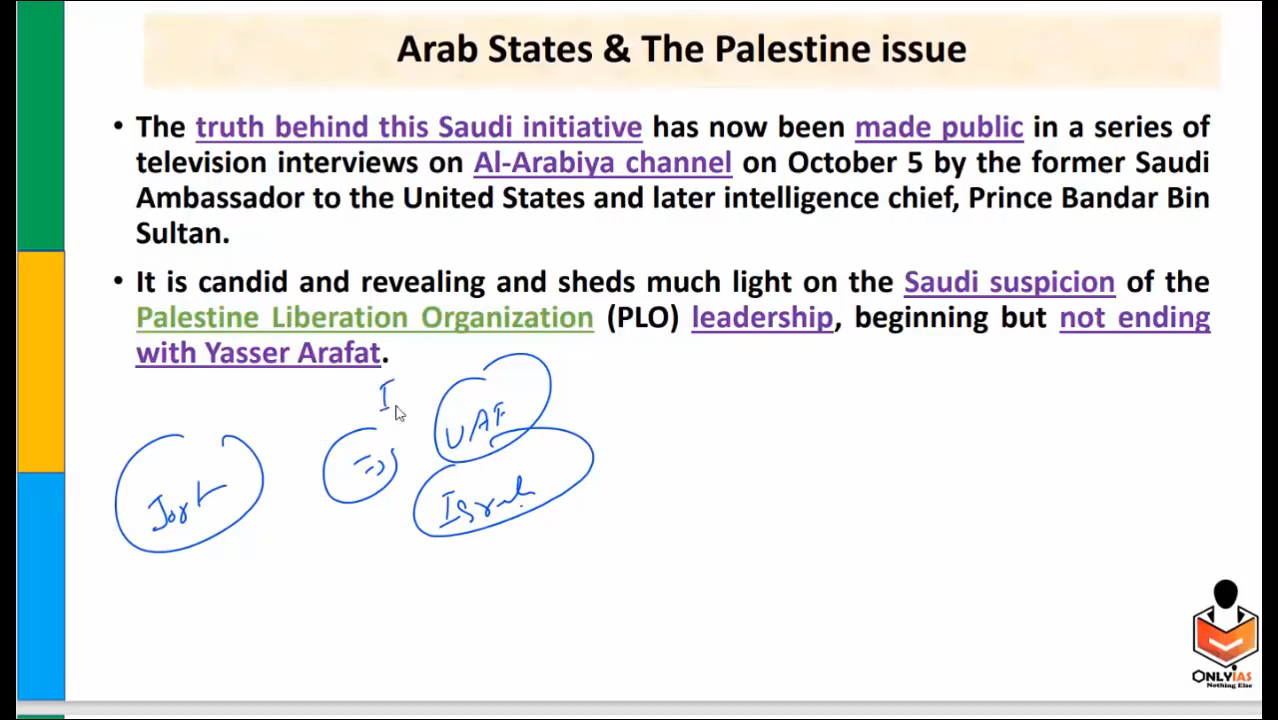 Arab States & The Palestine issue
• The truth behind this Saudi initiative has now been made public in a series of
television interviews on Al-Arabiya channel on October 5 by the former Saudi
Ambassador to the United States and later intelligence chief, Prince Bandar Bin
Sultan.
• It is candid and revealing and sheds much light on the Saudi suspicion of the
Palestine Liberation Organization (PLO) leadership, beginning but not ending
with Yasser Arafat.
I
UAE
ONLYIAS
Nothing Else